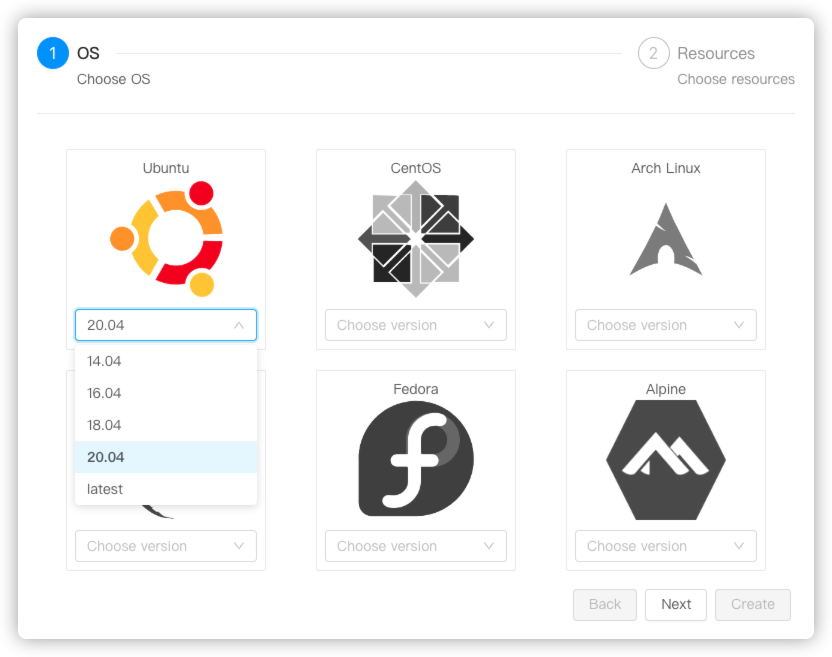 1 OS
Choose OS
2 Resources
Choose resources
Ubuntu
CentOS
Arch Linux
20.04
Choose version
Choose version
14.04
16.04
18.04
20.04
latest
Fedora
Alpine
Choose version
Choose version
Choose version
Back
Next
Create